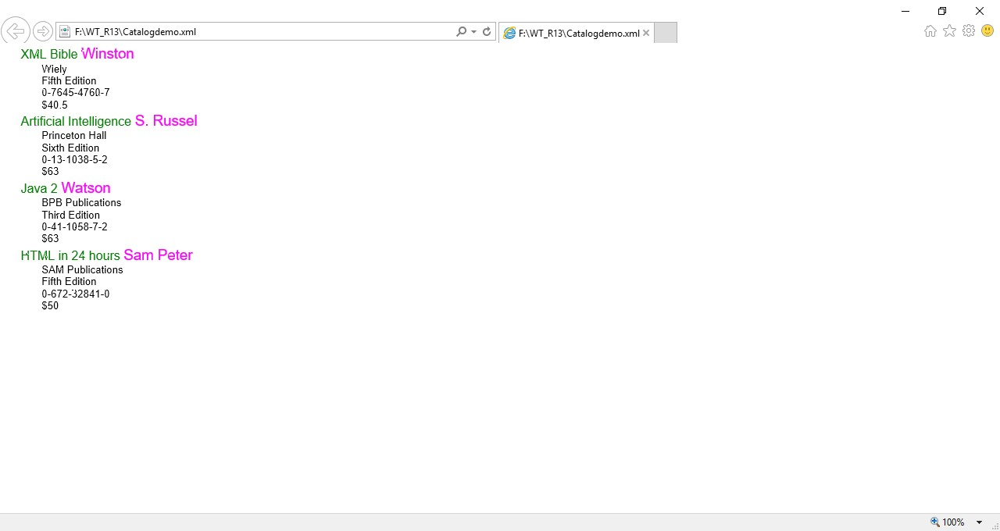 F:\WT_R13\Catalogdemo.xml
F:\WT_R13\Catalogdemo.xml
XML Bible Winston
Wiely
Fifth Edition
0-7645-4760-7
$40.5
Artificial Intelligence S. Russel
Princeton Hall
Sixth Edition
0-13-1038-5-2
$63
Java 2 Watson
BPB Publications
Third Edition
0-41-1058-7-2
$63
HTML in 24 hours Sam Peter
SAM Publications
Fifth Edition
0-672-32841-0
$50
100%